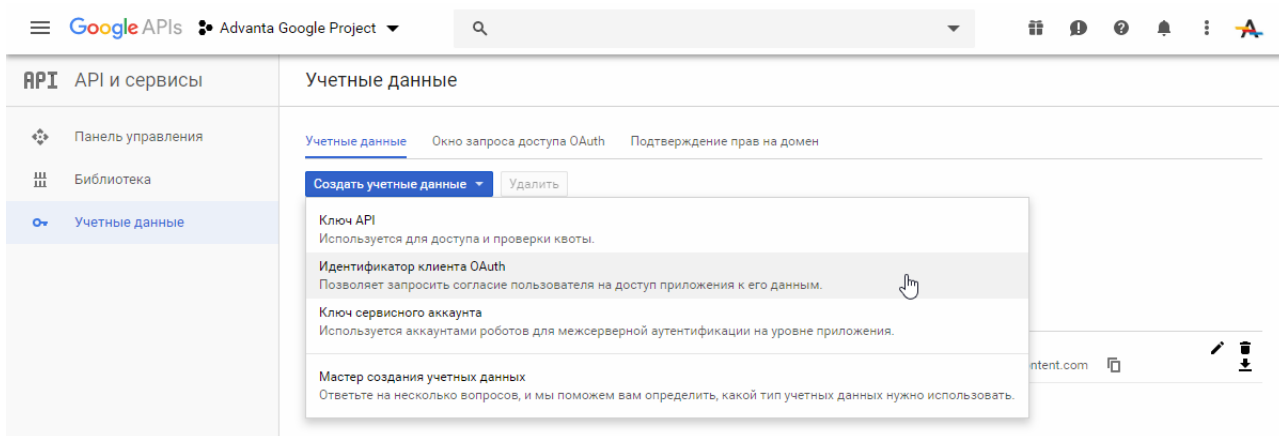 Google APIs Advanta Google Project
API API и сервисы
Учетные данные
Панель управления
Библиотека
Учетные данные
Учетные данные Окно запроса доступа OAuth Подтверждение прав на домен
Создать учетные данные Удалить
Ключ API
Используется для доступа и проверки квоты.
Идентификатор клиента OAuth
Позволяет запросить согласие пользователя на доступ приложения к его данным.
Ключ сервисного аккаунта
Используется аккаунтами роботов для межсерверной аутентификации на уровне приложения.
Мастер создания учетных данных
Ответьте на несколько вопросов, и мы поможем вам определить, какой тип учетных данных нужно использовать.
ntent.com